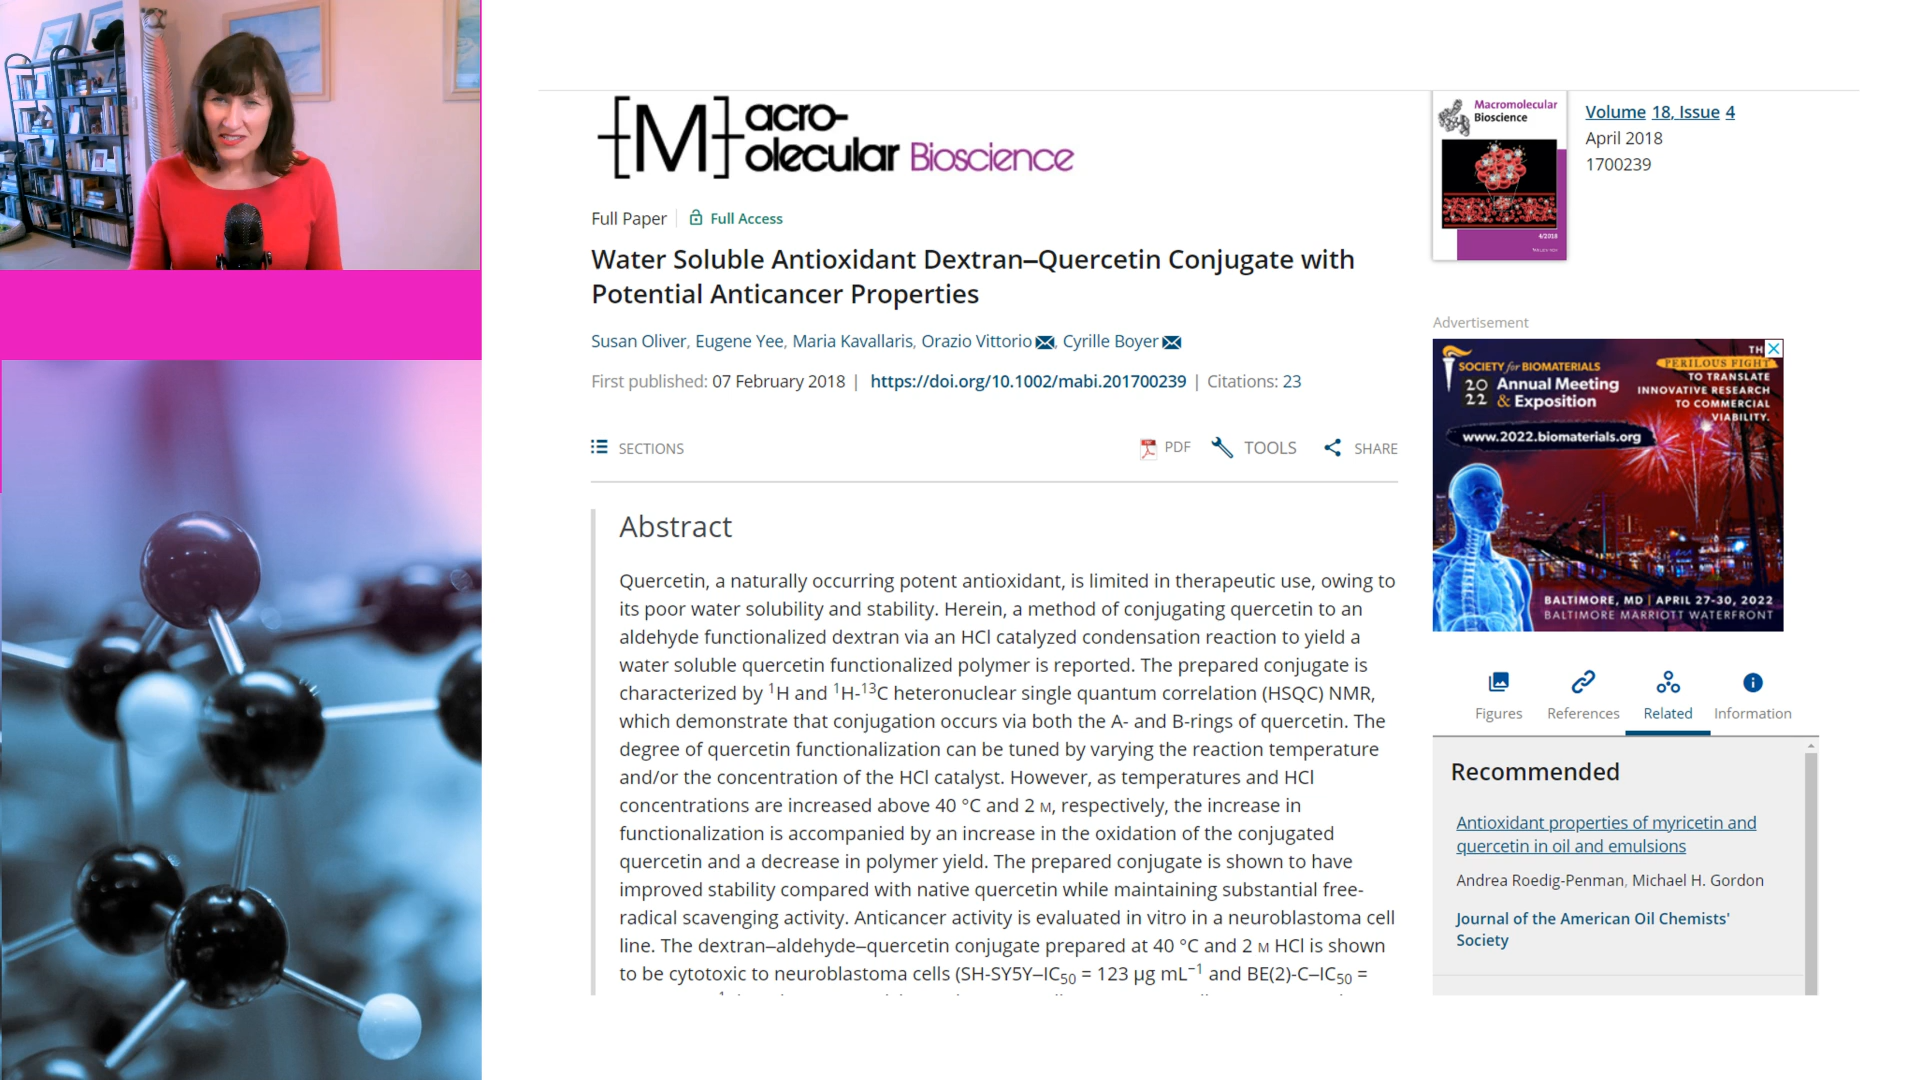 [M]acro-
olecular Bioscience
Full Paper
Full Access
Water Soluble Antioxidant Dextran–Quercetin Conjugate with
Potential Anticancer Properties
Susan Oliver, Eugene Yee, Maria Kavallaris, Orazio Vittorio, Cyrille Boyer
First published: 07 February 2018 | https://doi.org/10.1002/mabi.201700239 | Citations: 23
SECTIONS
PDF
TOOLS
SHARE
Abstract
Quercetin, a naturally occurring potent antioxidant, is limited in therapeutic use, owing to
its poor water solubility and stability. Herein, a method of conjugating quercetin to an
aldehyde functionalized dextran via an HCl catalyzed condensation reaction to yield a
water soluble quercetin functionalized polymer is reported. The prepared conjugate is
characterized by ¹H and ¹H-¹³C heteronuclear single quantum correlation (HSQC) NMR,
which demonstrate that conjugation occurs via both the A- and B-rings of quercetin. The
degree of quercetin functionalization can be tuned by varying the reaction temperature
and/or the concentration of the HCl catalyst. However, as temperatures and HCl
concentrations are increased above 40 °C and 2 M, respectively, the increase in
functionalization is accompanied by an increase in the oxidation of the conjugated
quercetin and a decrease in polymer yield. The prepared conjugate is shown to have
improved stability compared with native quercetin while maintaining substantial free-
radical scavenging activity. Anticancer activity is evaluated in vitro in a neuroblastoma cell
line. The dextran–aldehyde–quercetin conjugate prepared at 40 °C and 2 M HCl is shown
to be cytotoxic to neuroblastoma cells (SH-SY5Y–IC₅₀ = 123 µg mL⁻¹ and BE(2)-C–IC₅₀ =
Macromolecular
Bioscience
4/2018
Volume 18, Issue 4
April 2018
1700239
Advertisement
SOCIETY for BIOMATERIALS
2022 Annual Meeting
& Exposition
www.2022.biomaterials.org
TH
PERILOUS FIGHT
TO TRANSLATE
INNOVATIVE RESEARCH
TO COMMERCIAL
VIABILITY.
BALTIMORE, MD | APRIL 27-30, 2022
BALTIMORE MARRIOTT WATERFRONT
Figures
References
Related
Information
Recommended
Antioxidant properties of myricetin and
quercetin in oil and emulsions
Andrea Roedig-Penman, Michael H. Gordon
Journal of the American Oil Chemists'
Society